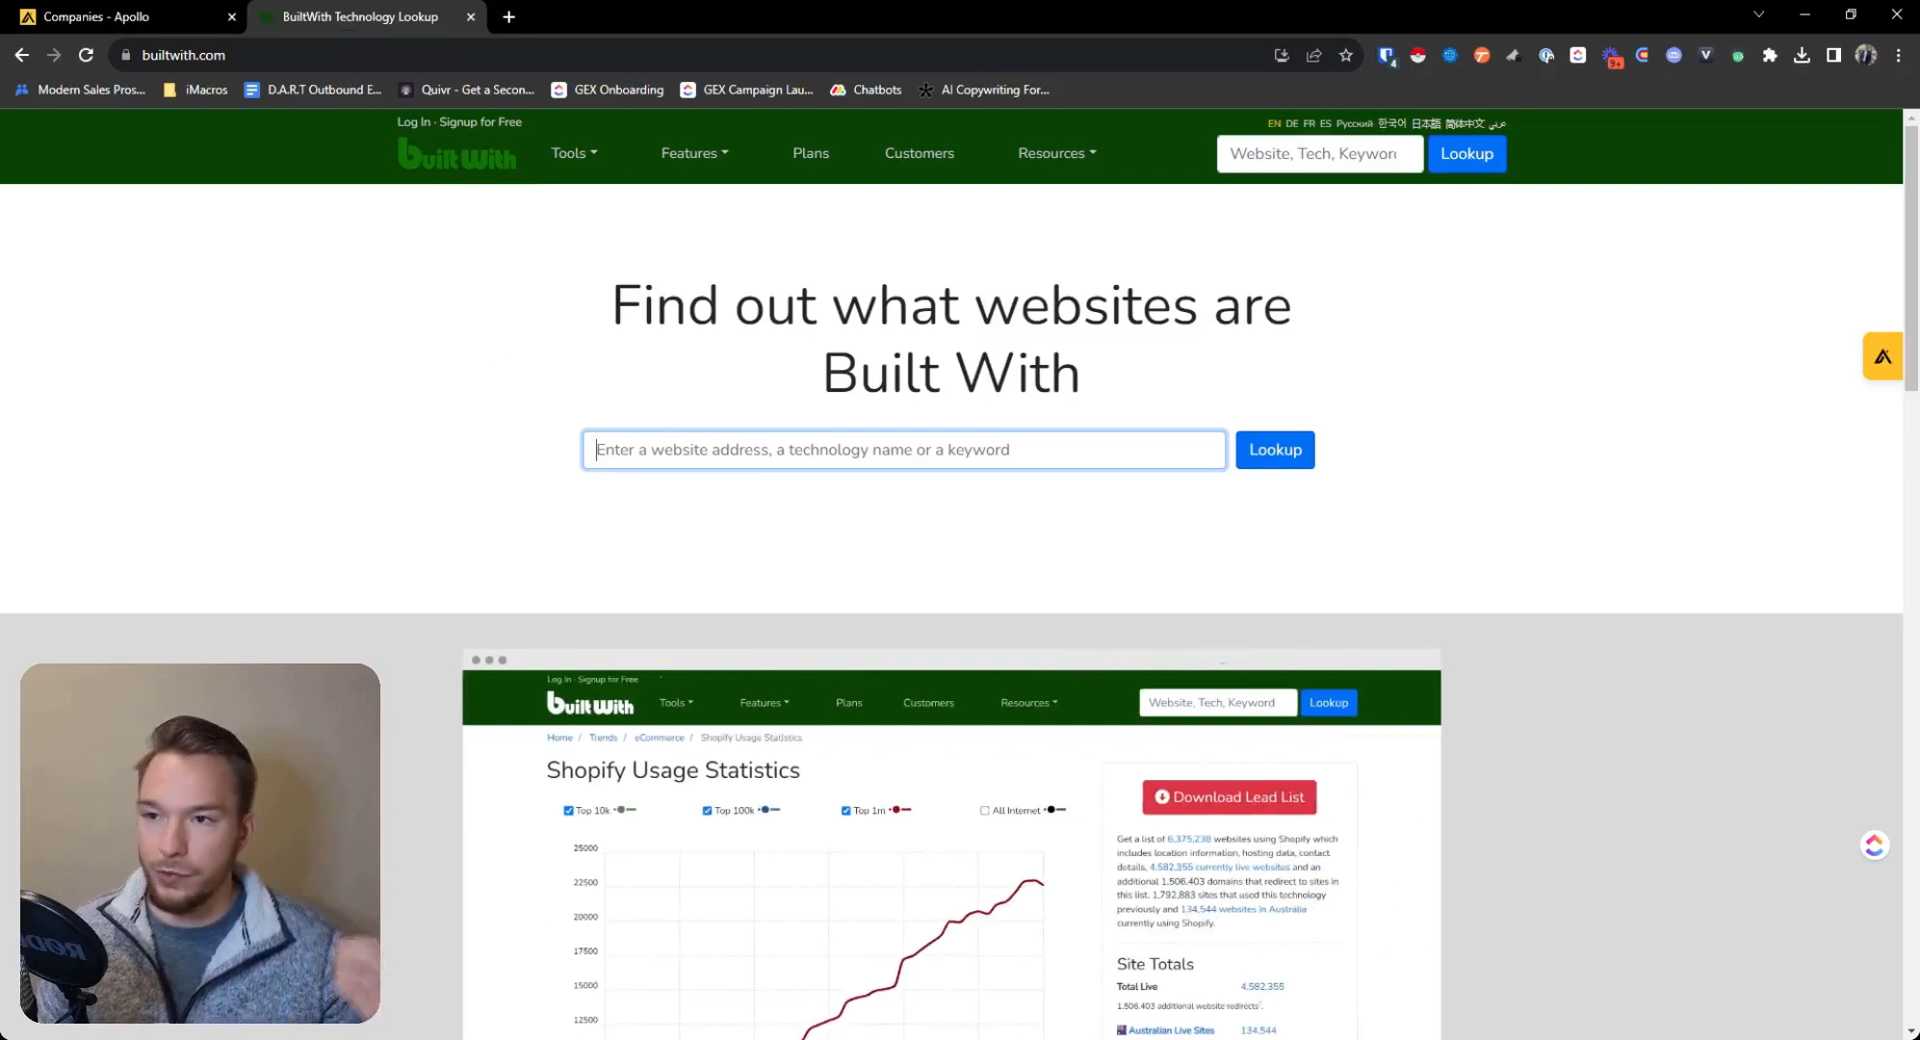 Companies - Apollo
BuiltWith Technology Lookup
builtwith.com
4
9+
V
Modern Sales Pros...
iMacros
D.A.R.T Outbound E...
Quivr - Get a Secon...
GEX Onboarding
GEX Campaign Lau...
Chatbots
AI Copywriting For...
Log In · Signup for Free
EN DE FR ES Русский 한국어 日本語 简体中文 عربي
built with
Tools
Features
Plans
Customers
Resources
Website, Tech, Keyword
Lookup
Find out what websites are
Built With
Enter a website address, a technology name or a keyword
Lookup
Log In · Signup for Free
built with
Tools
Features
Plans
Customers
Resources
Website, Tech, Keyword
Lookup
Home / Trends / eCommerce / Shopify Usage Statistics
Shopify Usage Statistics
Top 10k
Top 100k
Top 1m
All Internet
25000
22500
20000
17500
15000
12500
Download Lead List
Get a list of 6,375,238 websites using Shopify which
includes location information, hosting data, contact
details, 4,582,355 currently live websites and an
additional 1,506,403 domains that redirect to sites in
this list. 1,792,883 sites that used this technology
previously and 134,544 websites in Australia
currently using Shopify.
Site Totals
Total Live 4,582,355
1,506,403 additional website redirects
Australian Live Sites 134,544
RØDE